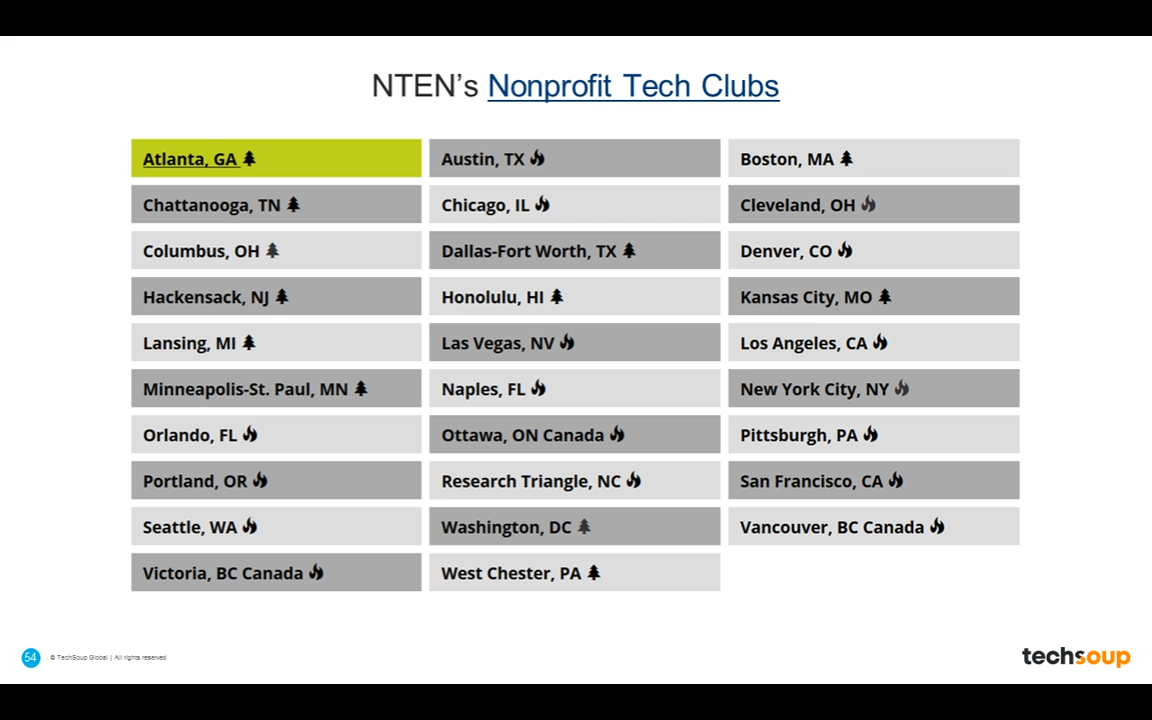 NTEN’s Nonprofit Tech Clubs
Atlanta, GA
Austin, TX
Boston, MA
Chattanooga, TN
Chicago, IL
Cleveland, OH
Columbus, OH
Dallas-Fort Worth, TX
Denver, CO
Hackensack, NJ
Honolulu, HI
Kansas City, MO
Lansing, MI
Las Vegas, NV
Los Angeles, CA
Minneapolis-St. Paul, MN
Naples, FL
New York City, NY
Orlando, FL
Ottawa, ON Canada
Pittsburgh, PA
Portland, OR
Research Triangle, NC
San Francisco, CA
Seattle, WA
Washington, DC
Vancouver, BC Canada
Victoria, BC Canada
West Chester, PA
54
© TechSoup Global | All rights reserved
techsoup